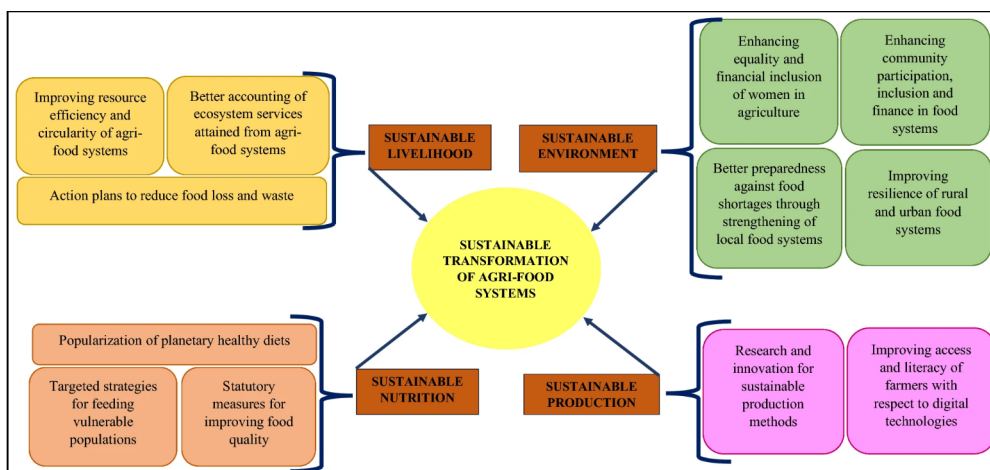 Improving resource
efficiency and
circularity of agri-
food systems
Better accounting of
ecosystem services
attained from agri-
food systems
Action plans to reduce food loss and waste
SUSTAINABLE
LIVELIHOOD
SUSTAINABLE
ENVIRONMENT
Enhancing
equality and
financial inclusion
of women in
agriculture
Enhancing
community
participation,
inclusion and
finance in food
systems
Better preparedness
against food
shortages through
strengthening of
local food systems
Improving
resilience of rural
and urban food
systems
SUSTAINABLE
TRANSFORMATION
OF AGRI-FOOD
SYSTEMS
Popularization of planetary healthy diets
Targeted strategies
for feeding
vulnerable
populations
Statutory
measures for
improving food
quality
SUSTAINABLE
NUTRITION
SUSTAINABLE
PRODUCTION
Research and
innovation for
sustainable
production
methods
Improving access
and literacy of
farmers with
respect to digital
technologies